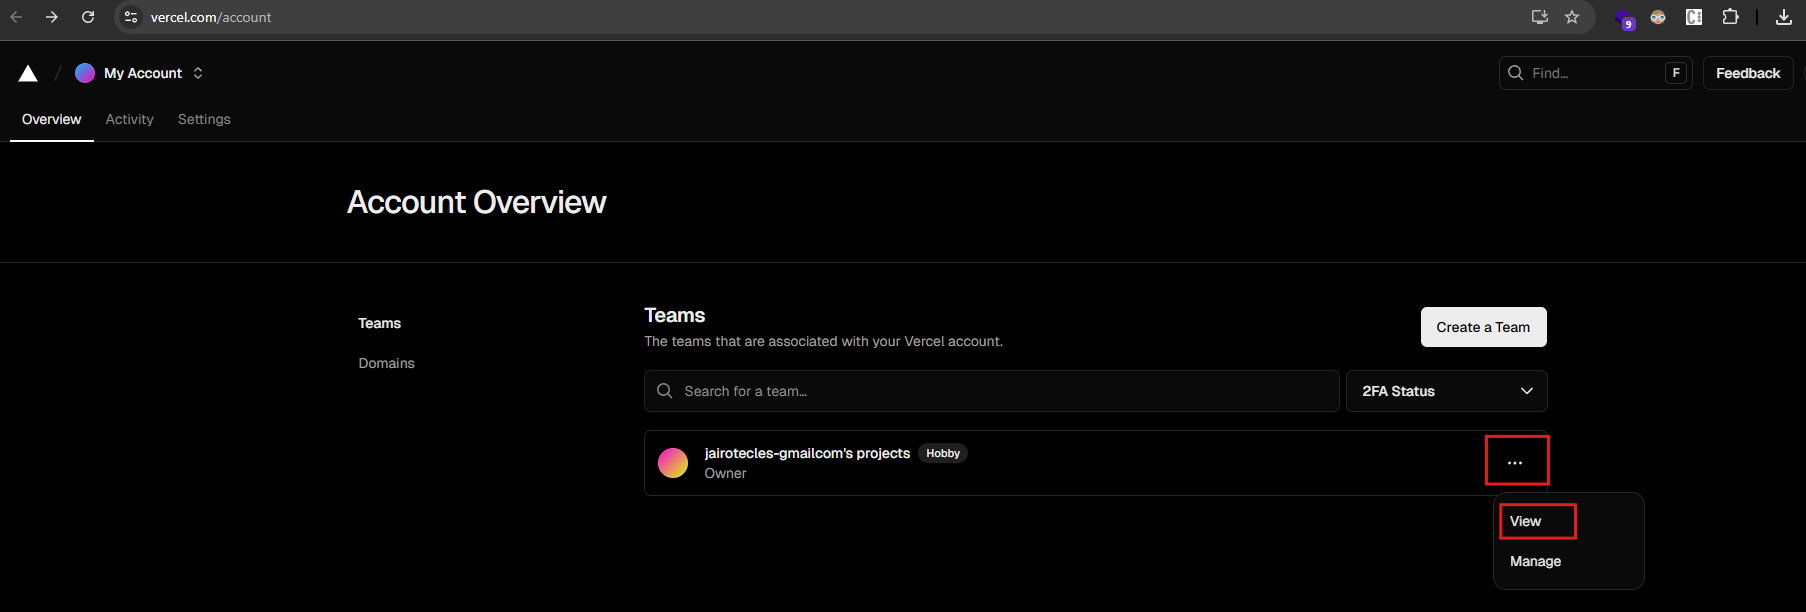 vercel.com/account
9
My Account
Find...
F
Feedback
Overview
Activity
Settings
Account Overview
Teams
Domains
Teams
The teams that are associated with your Vercel account.
Create a Team
Search for a team...
2FA Status
jairotecles-gmailcom's projects
Hobby
Owner
View
Manage